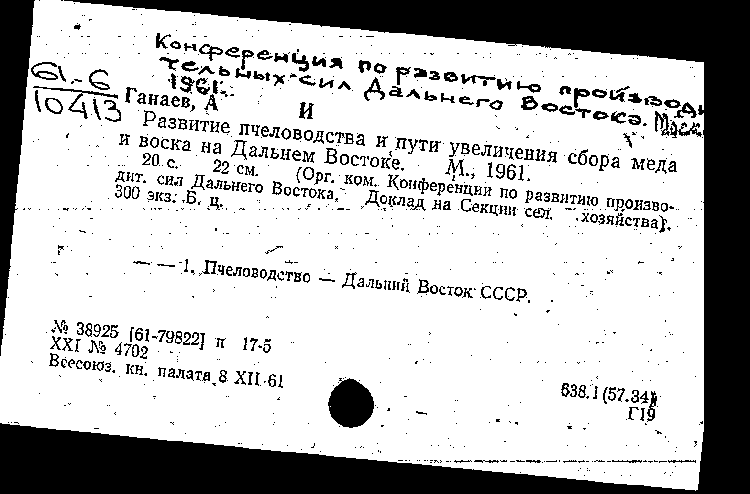 Конференция по развитию производи
тельных сил Дальнего Востока. Моск
1961.
61-6
10413
Ганаев, А И
Развитие пчеловодства и пути увеличения сбора меда
и воска на Дальнем Востоке. М., 1961.
20 с. 22 см. (Орг. ком. Конференции по развитию произво-
дит. сил Дальнего Востока. Доклад на Секции сел. хозяйства).
300 экз. Б. ц.
— — 1. Пчеловодство — Дальний Восток СССР.
№ 38925 [61-79822] п 17-5
XXI № 4702
Всесоюз. кн. палата 8 XII 61
638.1(57.34)
Г19